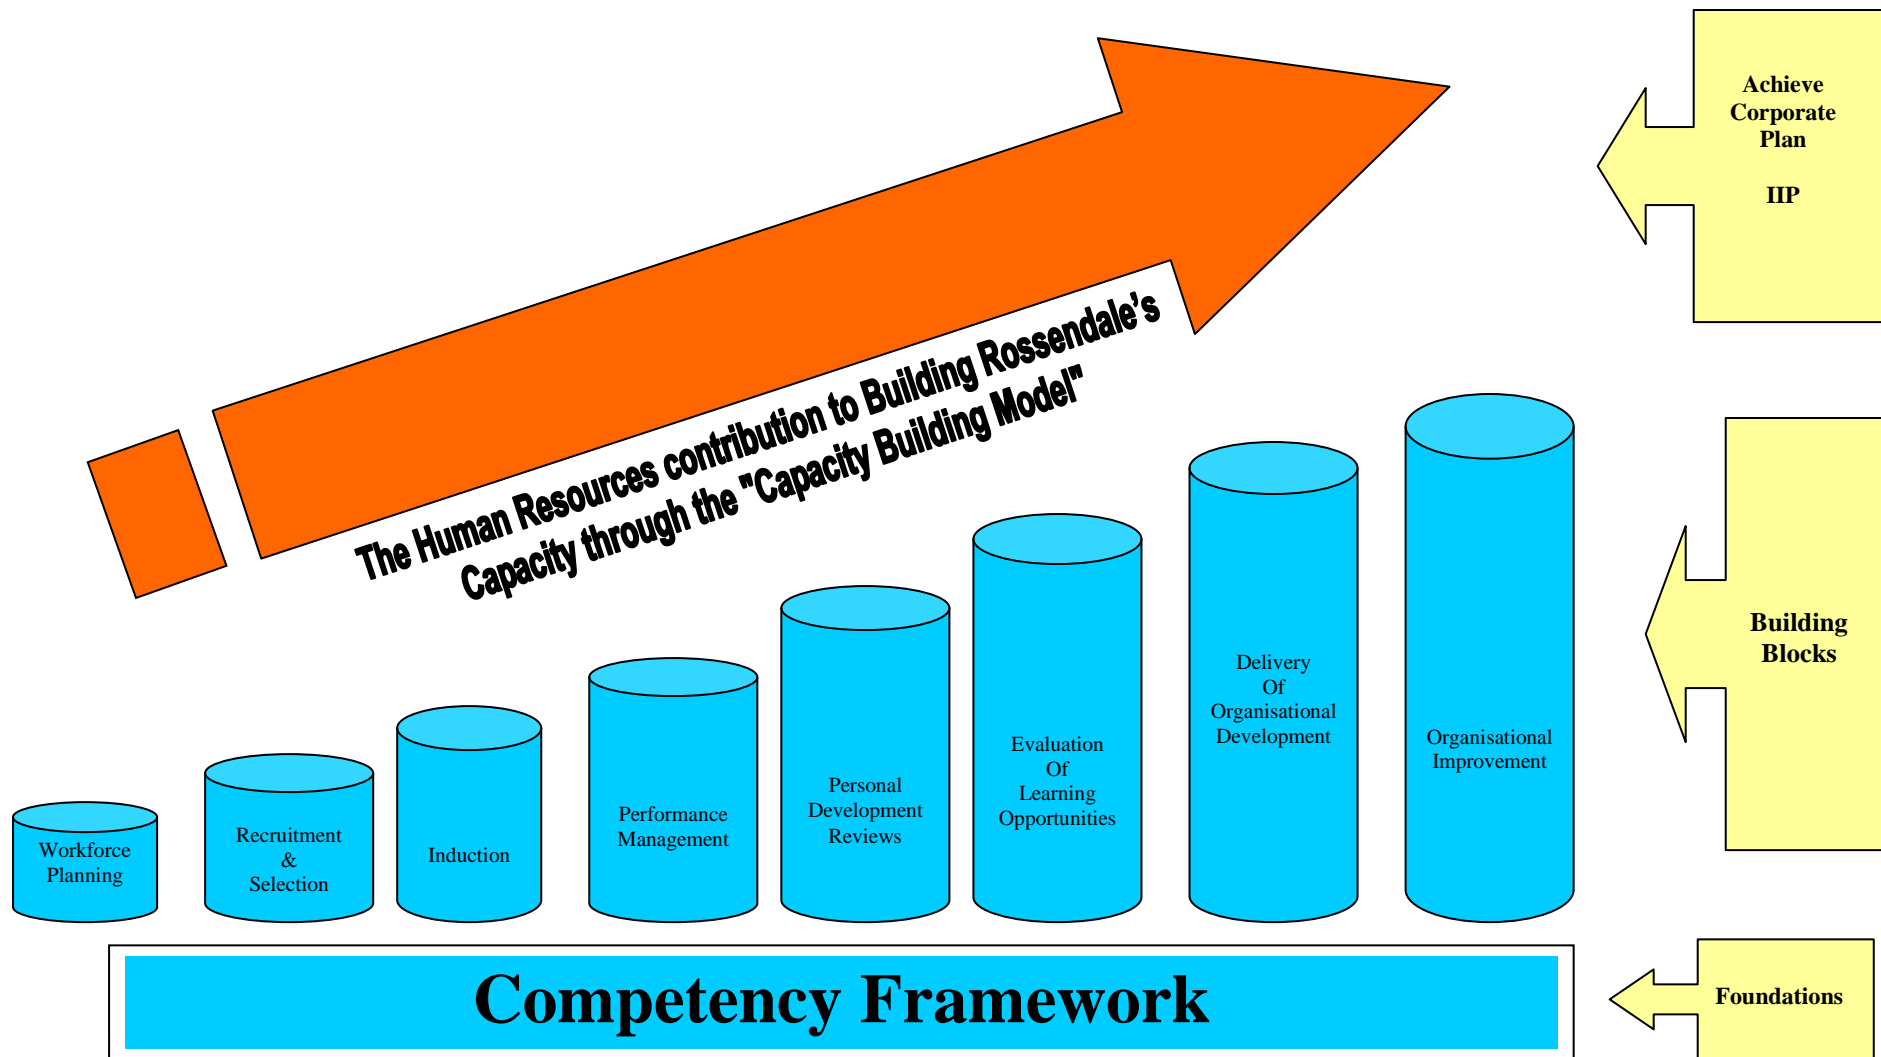 Achieve
Corporate
Plan
IIP
The Human Resources contribution to Building Rossendale’s
Capacity through the "Capacity Building Model"
Building
Blocks
Workforce
Planning
Recruitment
&
Selection
Induction
Performance
Management
Personal
Development
Reviews
Evaluation
Of
Learning
Opportunities
Delivery
Of
Organisational
Development
Organisational
Improvement
Competency Framework
Foundations